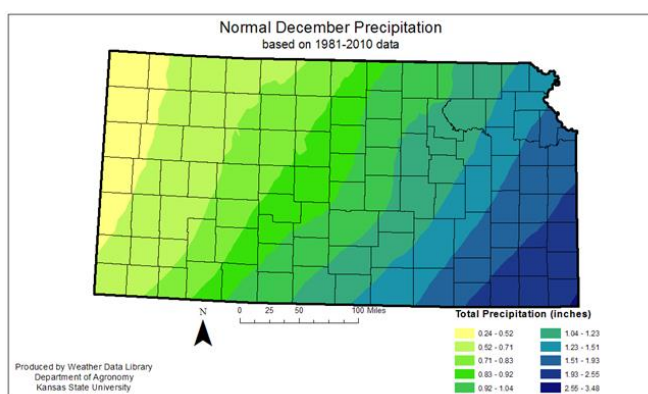 Normal December Precipitation
based on 1981-2010 data
N
0 25 50 100 Miles
Total Precipitation (inches)
0.24 - 0.52
0.52 - 0.71
0.71 - 0.83
0.83 - 0.92
0.92 - 1.04
1.04 - 1.23
1.23 - 1.51
1.51 - 1.93
1.93 - 2.55
2.55 - 3.48
Produced by Weather Data Library
Department of Agronomy
Kansas State University